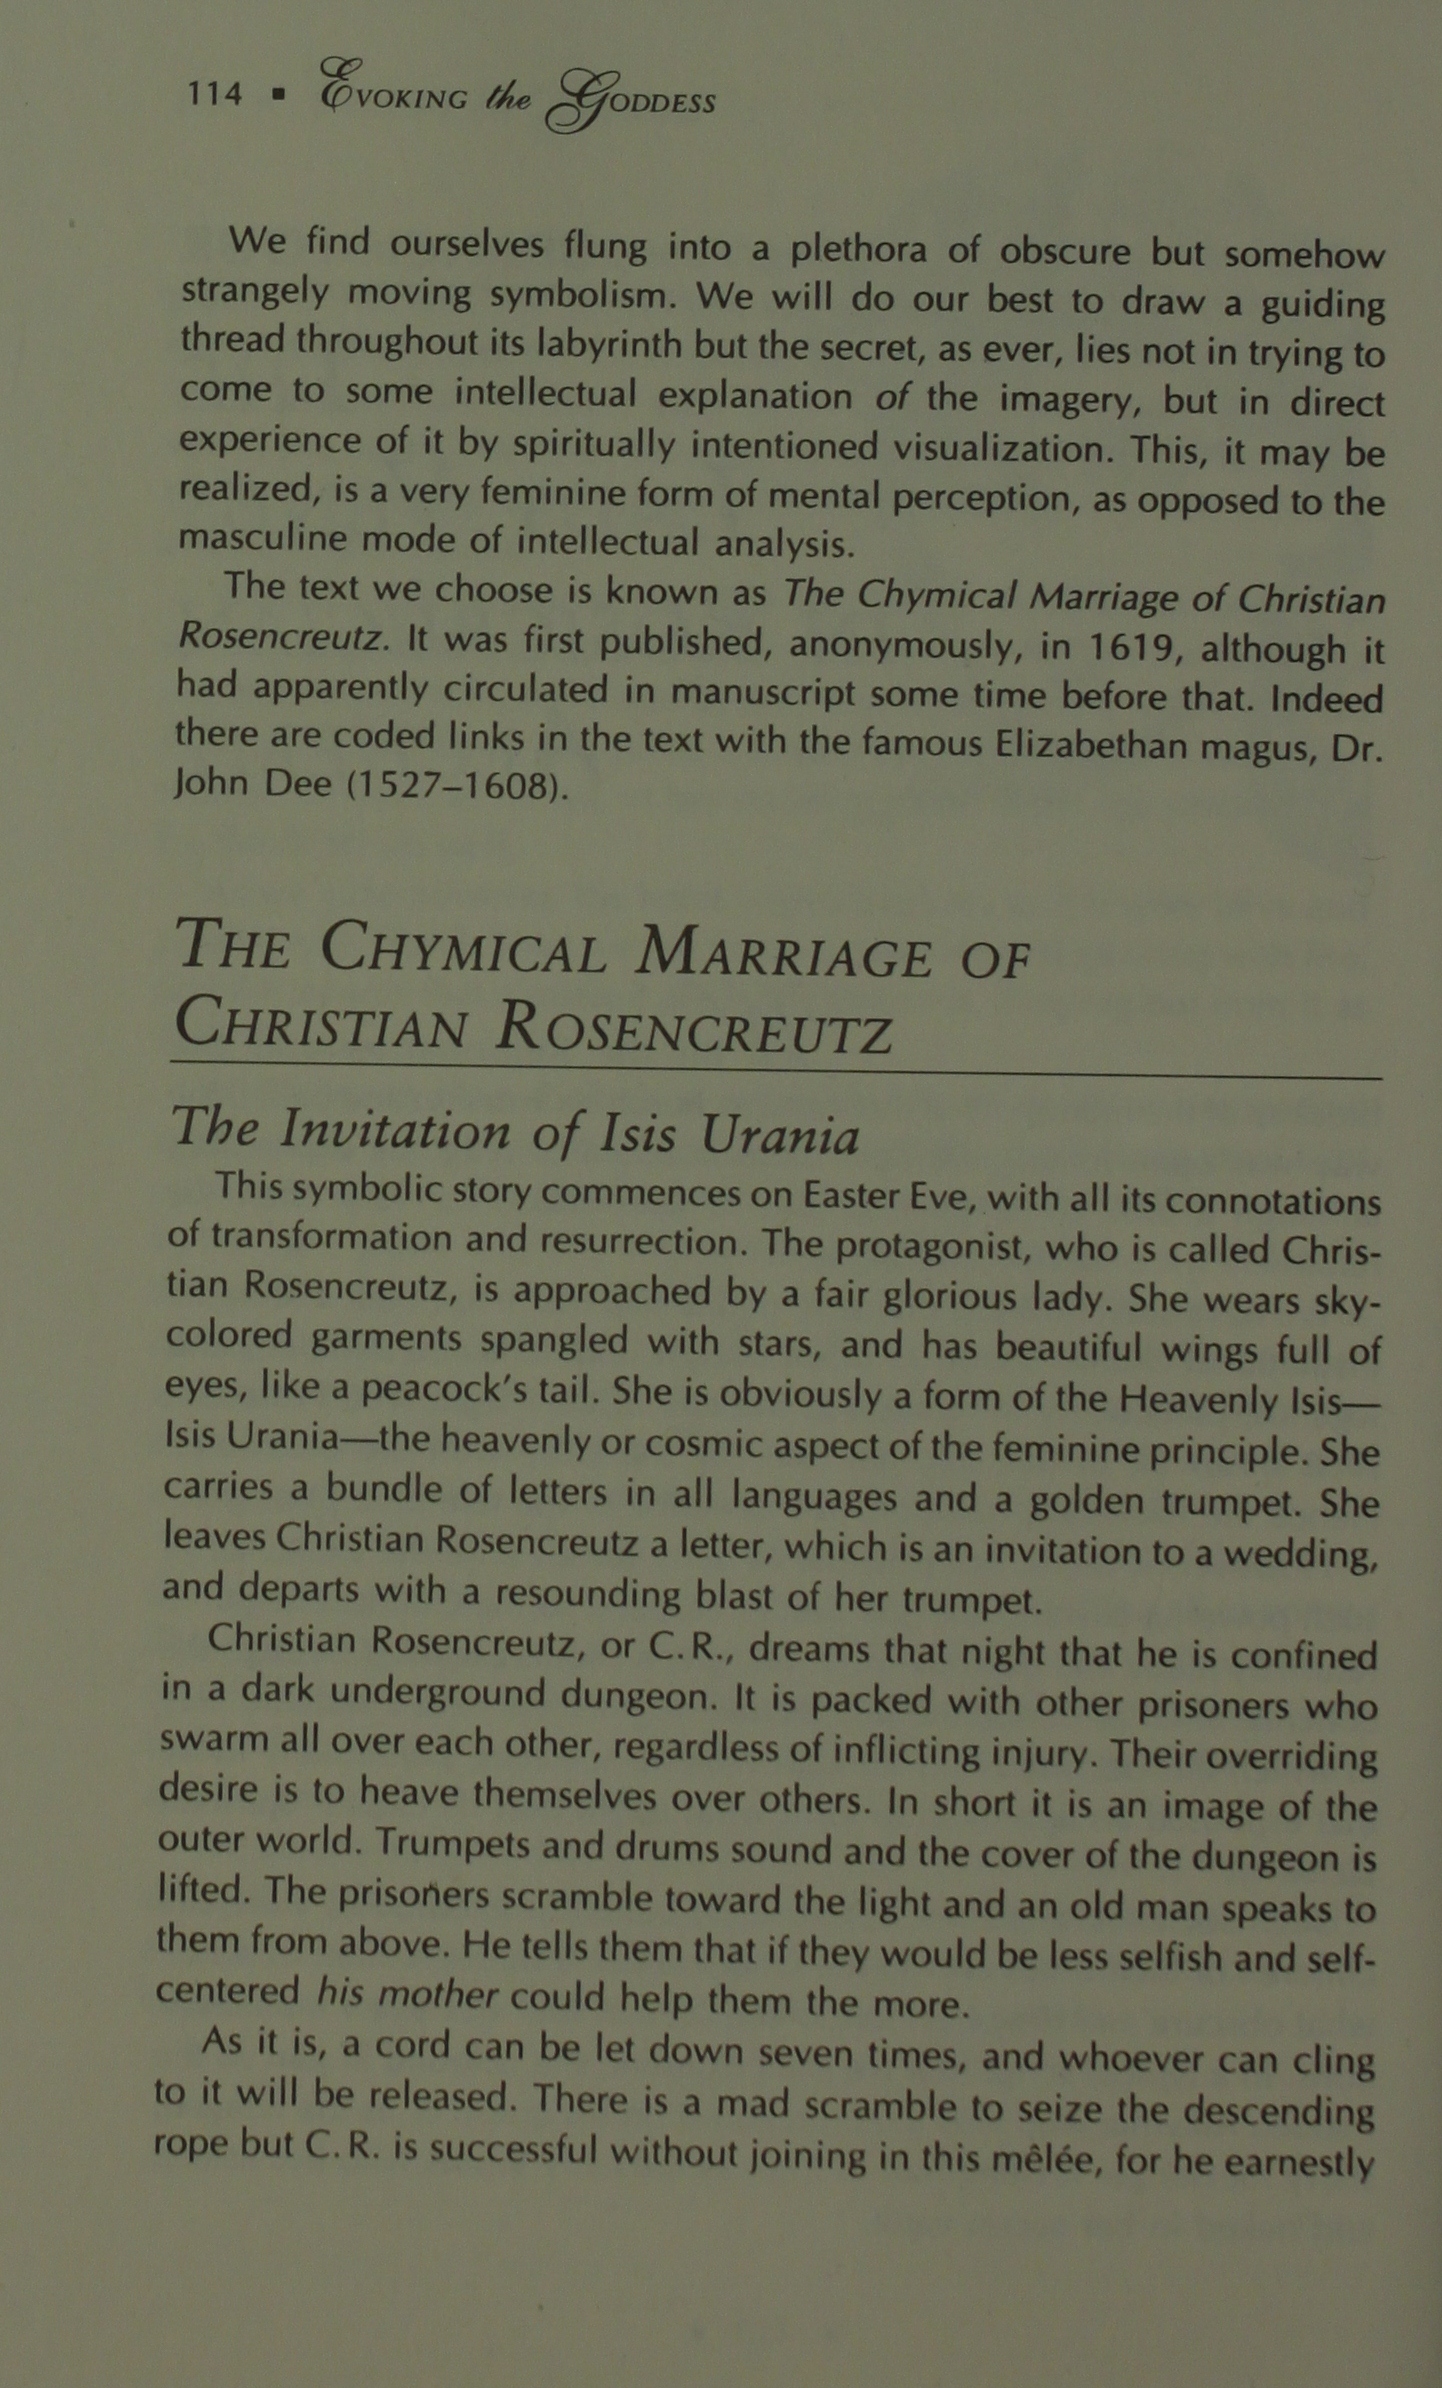 114 ▪ Evoking the Goddess
We find ourselves flung into a plethora of obscure but somehow
strangely moving symbolism. We will do our best to draw a guiding
thread throughout its labyrinth but the secret, as ever, lies not in trying to
come to some intellectual explanation of the imagery, but in direct
experience of it by spiritually intentioned visualization. This, it may be
realized, is a very feminine form of mental perception, as opposed to the
masculine mode of intellectual analysis.
The text we choose is known as The Chymical Marriage of Christian
Rosencreutz. It was first published, anonymously, in 1619, although it
had apparently circulated in manuscript some time before that. Indeed
there are coded links in the text with the famous Elizabethan magus, Dr.
John Dee (1527–1608).
The Chymical Marriage of
Christian Rosencreutz
The Invitation of Isis Urania
This symbolic story commences on Easter Eve, with all its connotations
of transformation and resurrection. The protagonist, who is called Chris-
tian Rosencreutz, is approached by a fair glorious lady. She wears sky-
colored garments spangled with stars, and has beautiful wings full of
eyes, like a peacock's tail. She is obviously a form of the Heavenly Isis—
Isis Urania—the heavenly or cosmic aspect of the feminine principle. She
carries a bundle of letters in all languages and a golden trumpet. She
leaves Christian Rosencreutz a letter, which is an invitation to a wedding,
and departs with a resounding blast of her trumpet.
Christian Rosencreutz, or C.R., dreams that night that he is confined
in a dark underground dungeon. It is packed with other prisoners who
swarm all over each other, regardless of inflicting injury. Their overriding
desire is to heave themselves over others. In short it is an image of the
outer world. Trumpets and drums sound and the cover of the dungeon is
lifted. The prisoners scramble toward the light and an old man speaks to
them from above. He tells them that if they would be less selfish and self-
centered his mother could help them the more.
As it is, a cord can be let down seven times, and whoever can cling
to it will be released. There is a mad scramble to seize the descending
rope but C.R. is successful without joining in this mêlée, for he earnestly